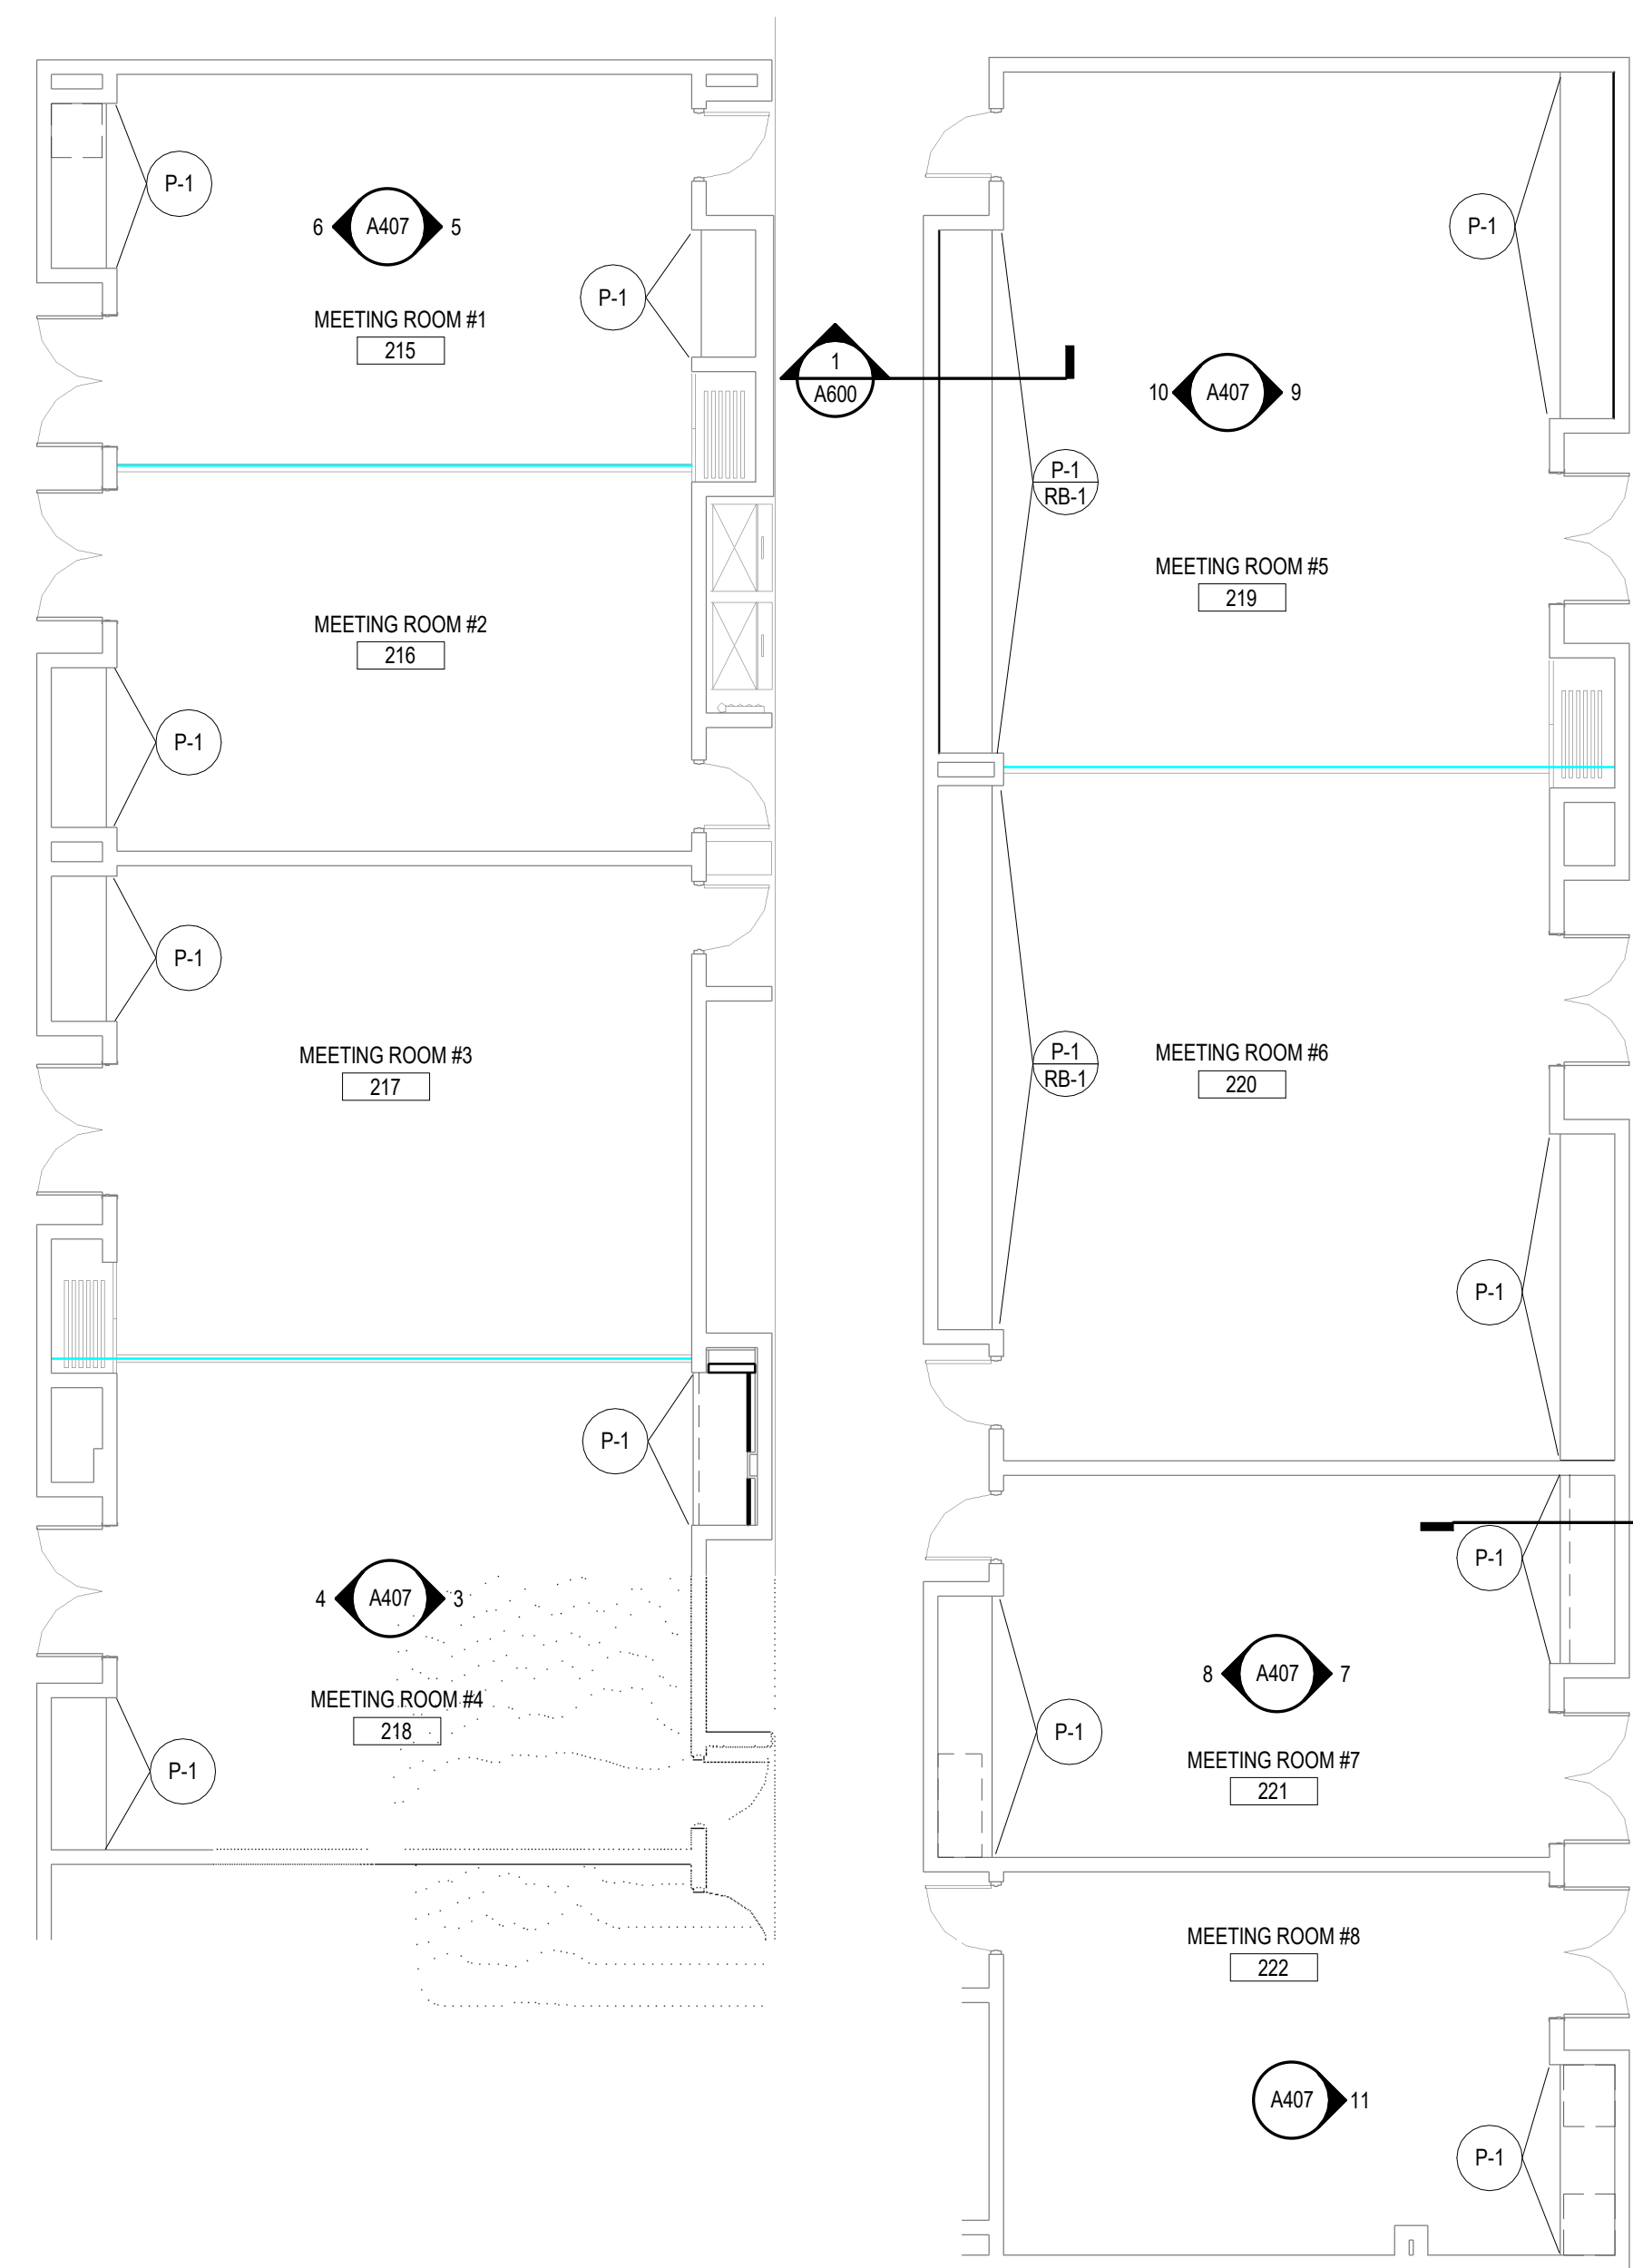 P-1
6 A407 5
P-1
MEETING ROOM #1
215
MEETING ROOM #2
216
P-1
P-1
MEETING ROOM #3
217
P-1
4 A407 3
MEETING ROOM #4
218
P-1
1
A600
P-1
10 A407 9
P-1
RB-1
MEETING ROOM #5
219
P-1
RB-1
MEETING ROOM #6
220
P-1
P-1
8 A407 7
P-1
MEETING ROOM #7
221
MEETING ROOM #8
222
A407 11
P-1